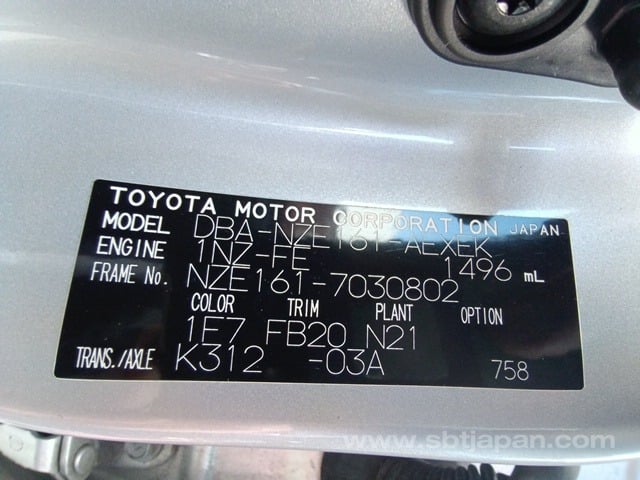 TOYOTA MOTOR CORPORATION JAPAN
MODEL DBA-NZE161-AEXEK
ENGINE 1NZ-FE 1496 mL
FRAME No. NZE161-7030802
COLOR TRIM PLANT OPTION
1E7 FB20 N21
TRANS./AXLE K312 -03A 758
www.sbtjapan.com